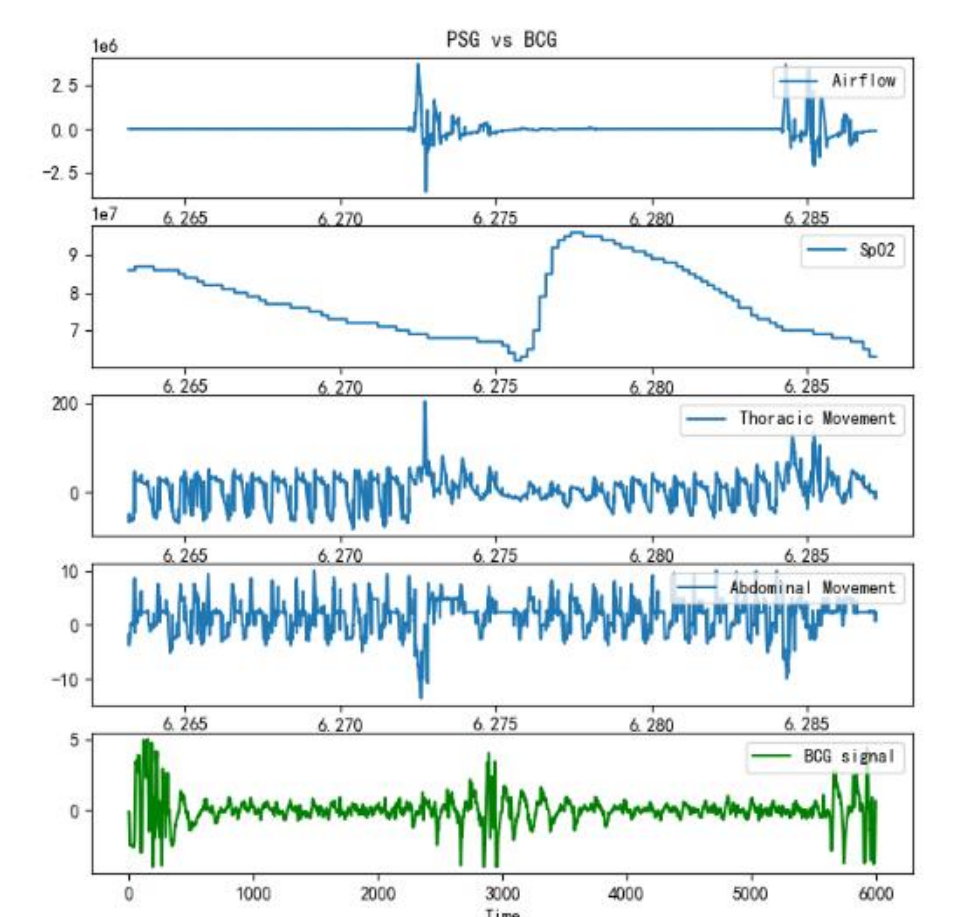 PSG vs BCG
1e6
2.5
0.0
-2.5
Airflow
6.265 6.270 6.275 6.280 6.285
1e7
9
8
7
SpO2
6.265 6.270 6.275 6.280 6.285
200
0
Thoracic Movement
6.265 6.270 6.275 6.280 6.285
10
0
-10
Abdominal Movement
6.265 6.270 6.275 6.280 6.285
5
0
BCG signal
0 1000 2000 3000 4000 5000 6000
Time